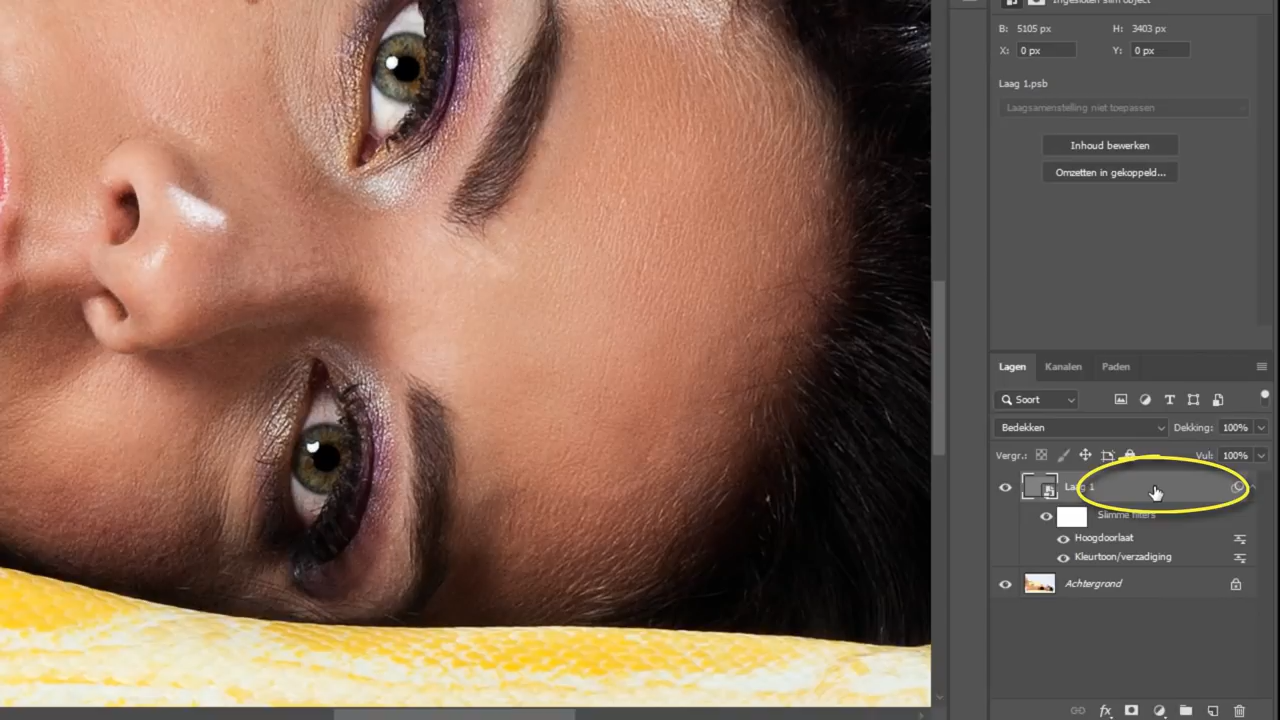 Ingesloten slim object
B: 5105 px H: 3403 px
X: 0 px Y: 0 px
Laag 1.psb
Laagsamenstelling niet toepassen
Inhoud bewerken
Omzetten in gekoppeld...
Lagen Kanalen Paden
Soort
Bedekken Dekking: 100%
Vergr.: Vul: 100%
Laag 1
Slimme filters
Hoogdoorlaat
Kleurtoon/verzadiging
Achtergrond
fx